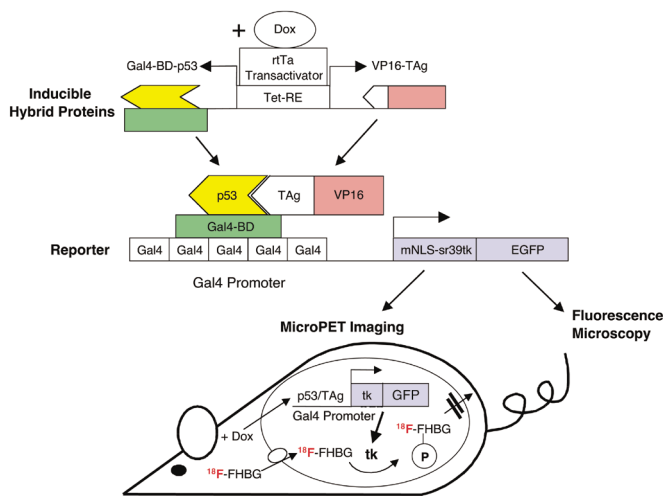 +
Dox
Gal4-BD-p53
rtTa
Transactivator
VP16-TAg
Tet-RE
Inducible
Hybrid Proteins
p53
TAg
VP16
Gal4-BD
Reporter
Gal4 Gal4 Gal4 Gal4 Gal4
mNLS-sr39tk
EGFP
Gal4 Promoter
MicroPET Imaging
Fluorescence
Microscopy
p53/TAg
tk
GFP
Gal4 Promoter
+ Dox
18F-FHBG
18F-FHBG
tk
18F-FHBG
P